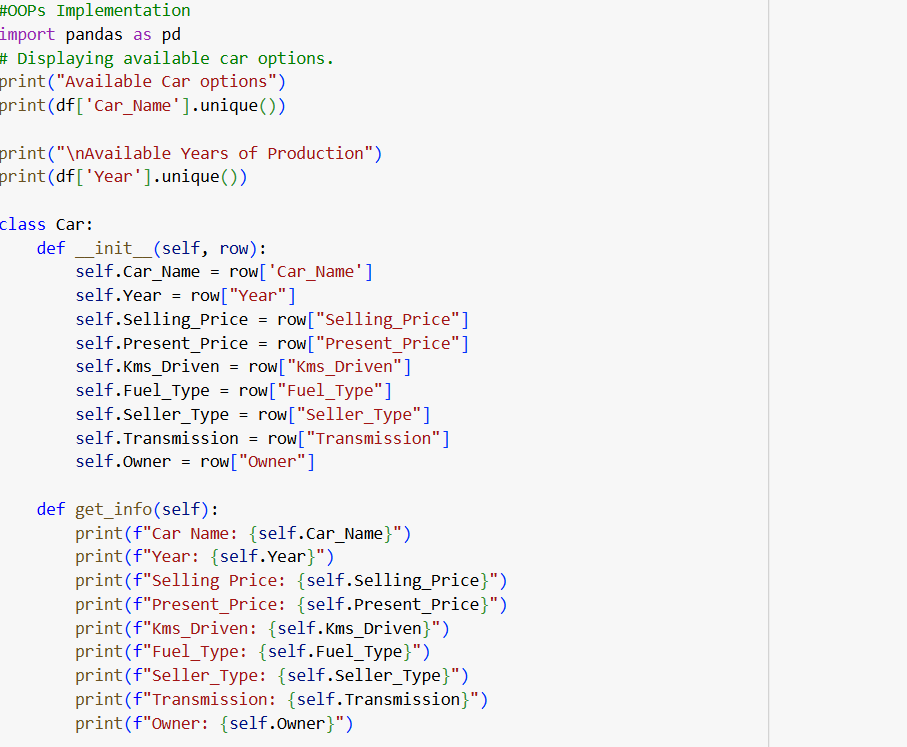 #OOPs Implementation
import pandas as pd
# Displaying available car options.
print("Available Car options")
print(df['Car_Name'].unique())

print("\nAvailable Years of Production")
print(df['Year'].unique())

class Car:
    def __init__(self, row):
        self.Car_Name = row['Car_Name']
        self.Year = row["Year"]
        self.Selling_Price = row["Selling_Price"]
        self.Present_Price = row["Present_Price"]
        self.Kms_Driven = row["Kms_Driven"]
        self.Fuel_Type = row["Fuel_Type"]
        self.Seller_Type = row["Seller_Type"]
        self.Transmission = row["Transmission"]
        self.Owner = row["Owner"]

    def get_info(self):
        print(f"Car Name: {self.Car_Name}")
        print(f"Year: {self.Year}")
        print(f"Selling Price: {self.Selling_Price}")
        print(f"Present_Price: {self.Present_Price}")
        print(f"Kms_Driven: {self.Kms_Driven}")
        print(f"Fuel_Type: {self.Fuel_Type}")
        print(f"Seller_Type: {self.Seller_Type}")
        print(f"Transmission: {self.Transmission}")
        print(f"Owner: {self.Owner}")